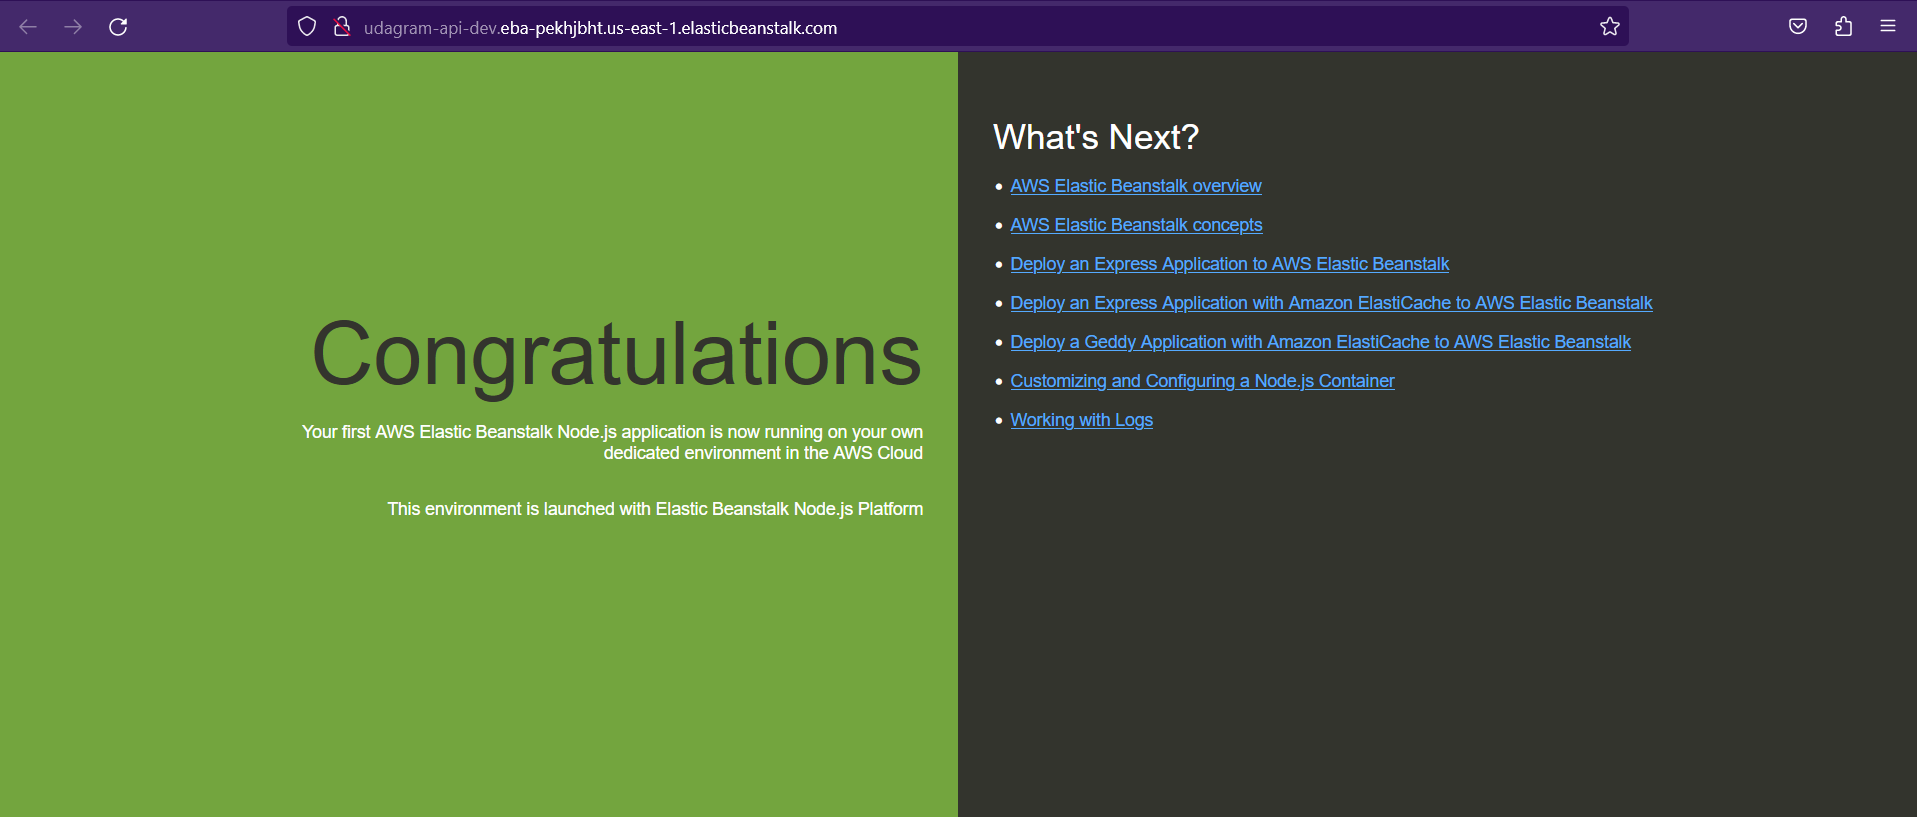 udagram-api-dev.eba-pekhjbht.us-east-1.elasticbeanstalk.com
Congratulations
Your first AWS Elastic Beanstalk Node.js application is now running on your own
dedicated environment in the AWS Cloud
This environment is launched with Elastic Beanstalk Node.js Platform
What's Next?
AWS Elastic Beanstalk overview
AWS Elastic Beanstalk concepts
Deploy an Express Application to AWS Elastic Beanstalk
Deploy an Express Application with Amazon ElastiCache to AWS Elastic Beanstalk
Deploy a Geddy Application with Amazon ElastiCache to AWS Elastic Beanstalk
Customizing and Configuring a Node.js Container
Working with Logs